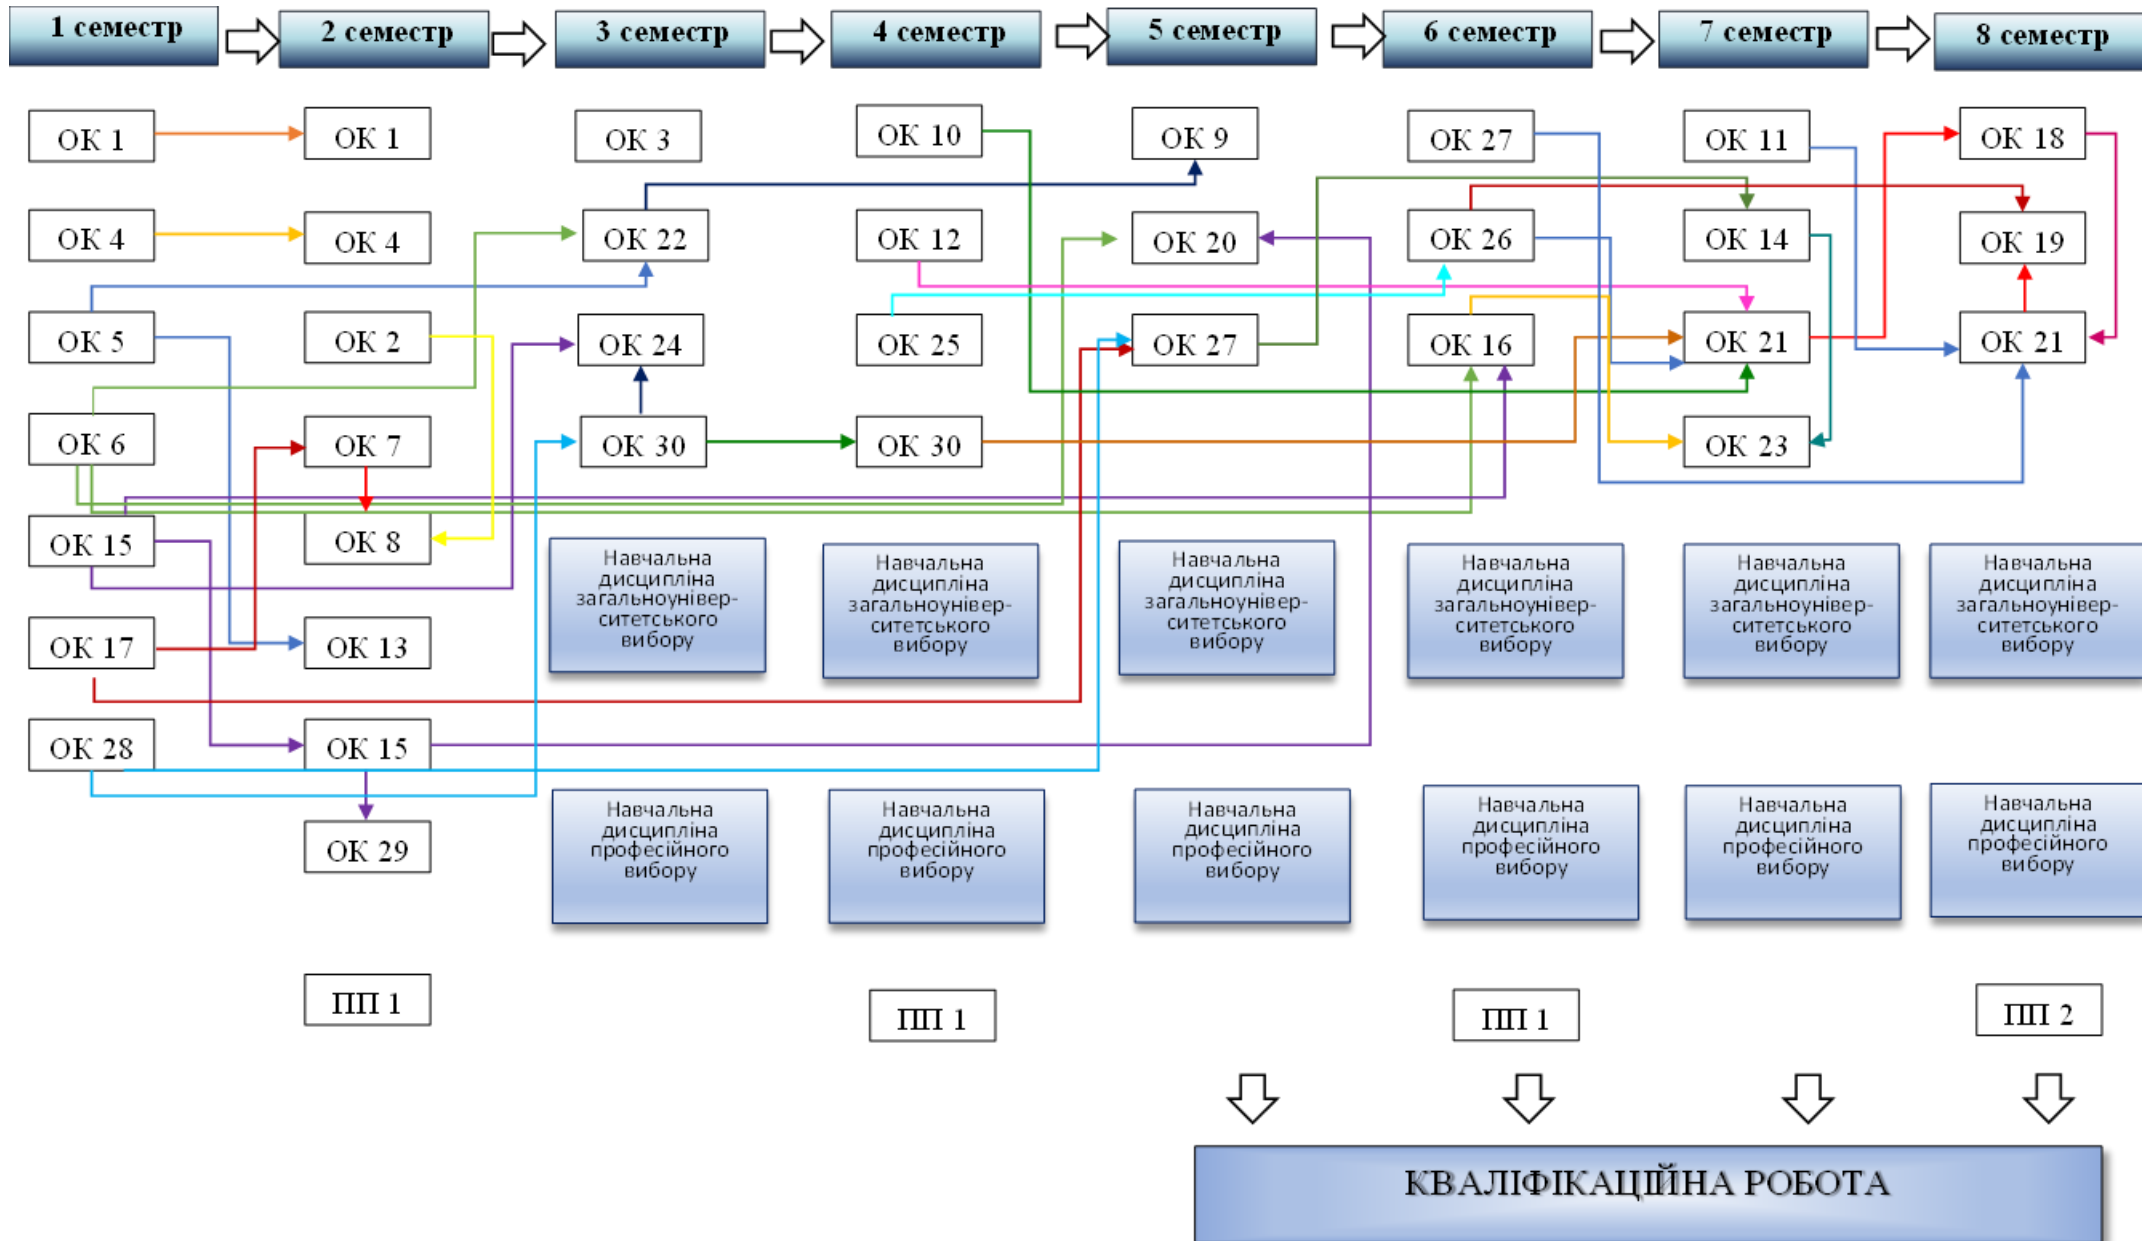 1 семестр
2 семестр
3 семестр
4 семестр
5 семестр
6 семестр
7 семестр
8 семестр
ОК 1
ОК 1
ОК 3
ОК 10
ОК 9
ОК 27
ОК 11
ОК 18
ОК 4
ОК 4
ОК 22
ОК 12
ОК 20
ОК 26
ОК 14
ОК 19
ОК 5
ОК 2
ОК 24
ОК 25
ОК 27
ОК 16
ОК 21
ОК 21
ОК 6
ОК 7
ОК 30
ОК 30
ОК 23
ОК 15
ОК 8
Навчальна
дисципліна
загальноунівер-
ситетського
вибору
Навчальна
дисципліна
загальноунівер-
ситетського
вибору
Навчальна
дисципліна
загальноунівер-
ситетського
вибору
Навчальна
дисципліна
загальноунівер-
ситетського
вибору
Навчальна
дисципліна
загальноунівер-
ситетського
вибору
Навчальна
дисципліна
загальноунівер-
ситетського
вибору
ОК 17
ОК 13
ОК 28
ОК 15
ОК 29
Навчальна
дисципліна
професійного
вибору
Навчальна
дисципліна
професійного
вибору
Навчальна
дисципліна
професійного
вибору
Навчальна
дисципліна
професійного
вибору
Навчальна
дисципліна
професійного
вибору
Навчальна
дисципліна
професійного
вибору
ПП 1
ПП 1
ПП 1
ПП 2
КВАЛІФІКАЦІЙНА РОБОТА